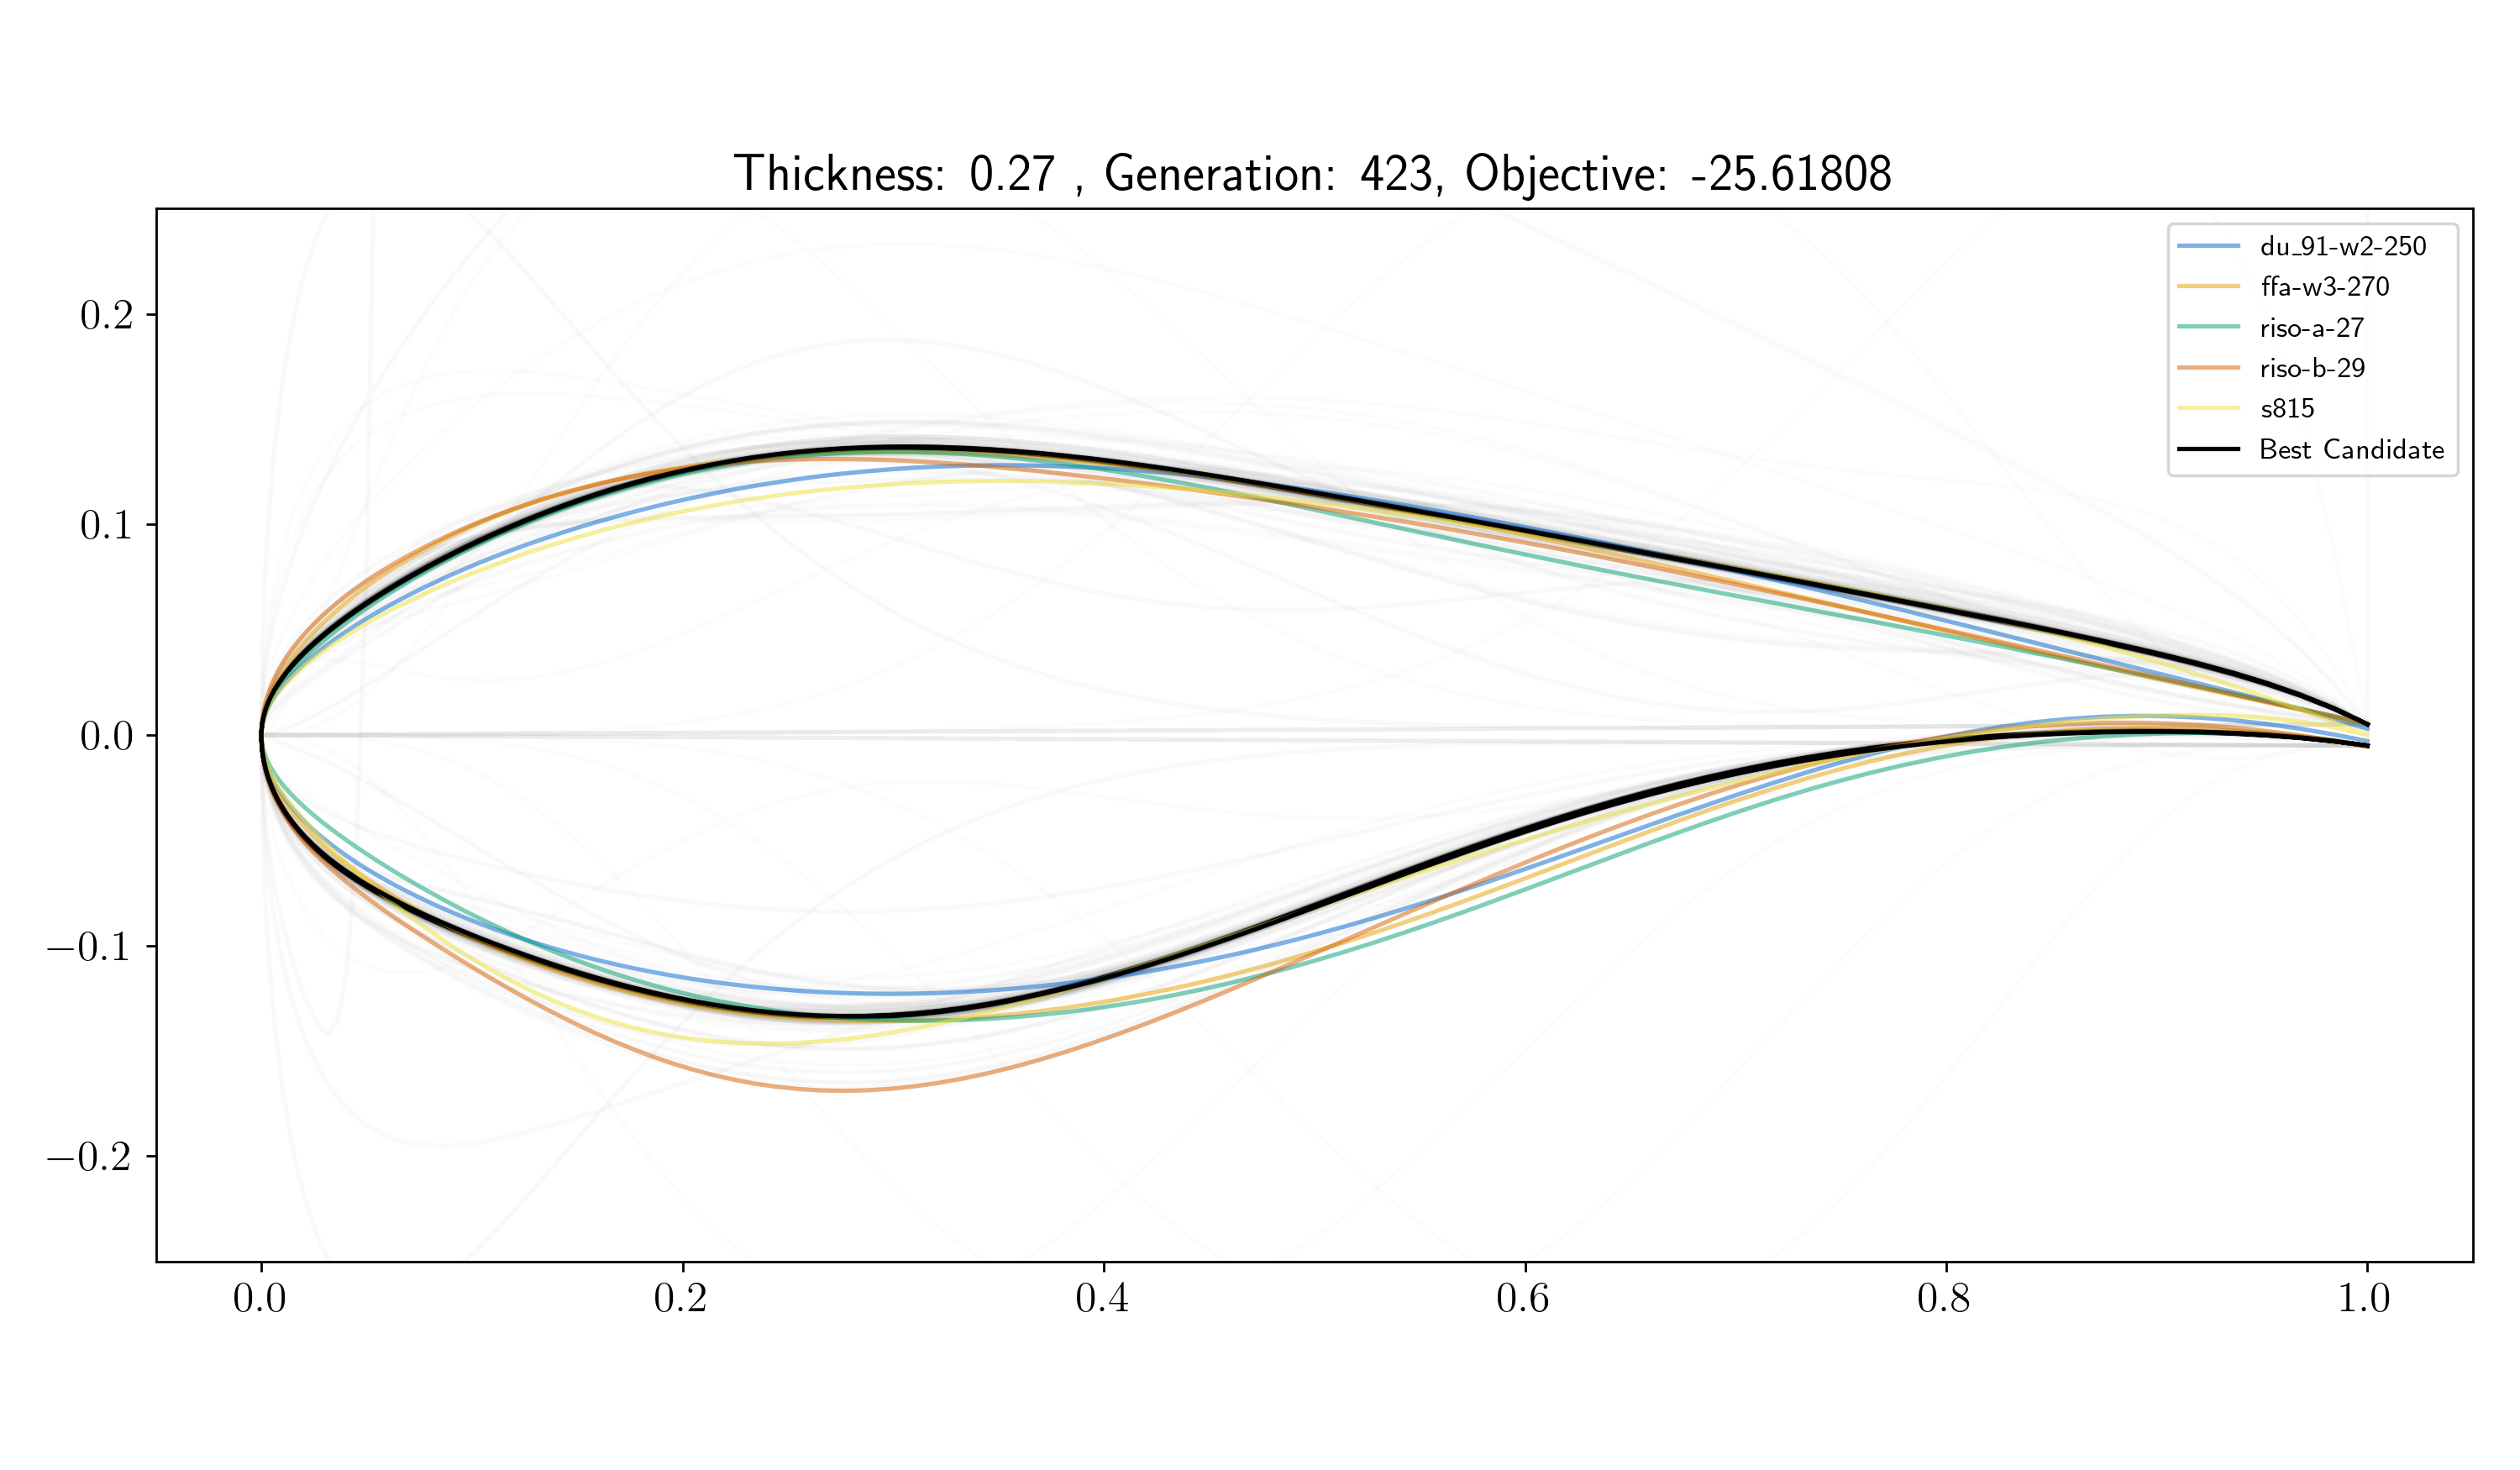 Thickness: 0.27 , Generation: 423, Objective: -25.61808
du_91-w2-250
ffa-w3-270
riso-a-27
riso-b-29
s815
Best Candidate
0.2
0.1
0.0
−0.1
−0.2
0.0 0.2 0.4 0.6 0.8 1.0